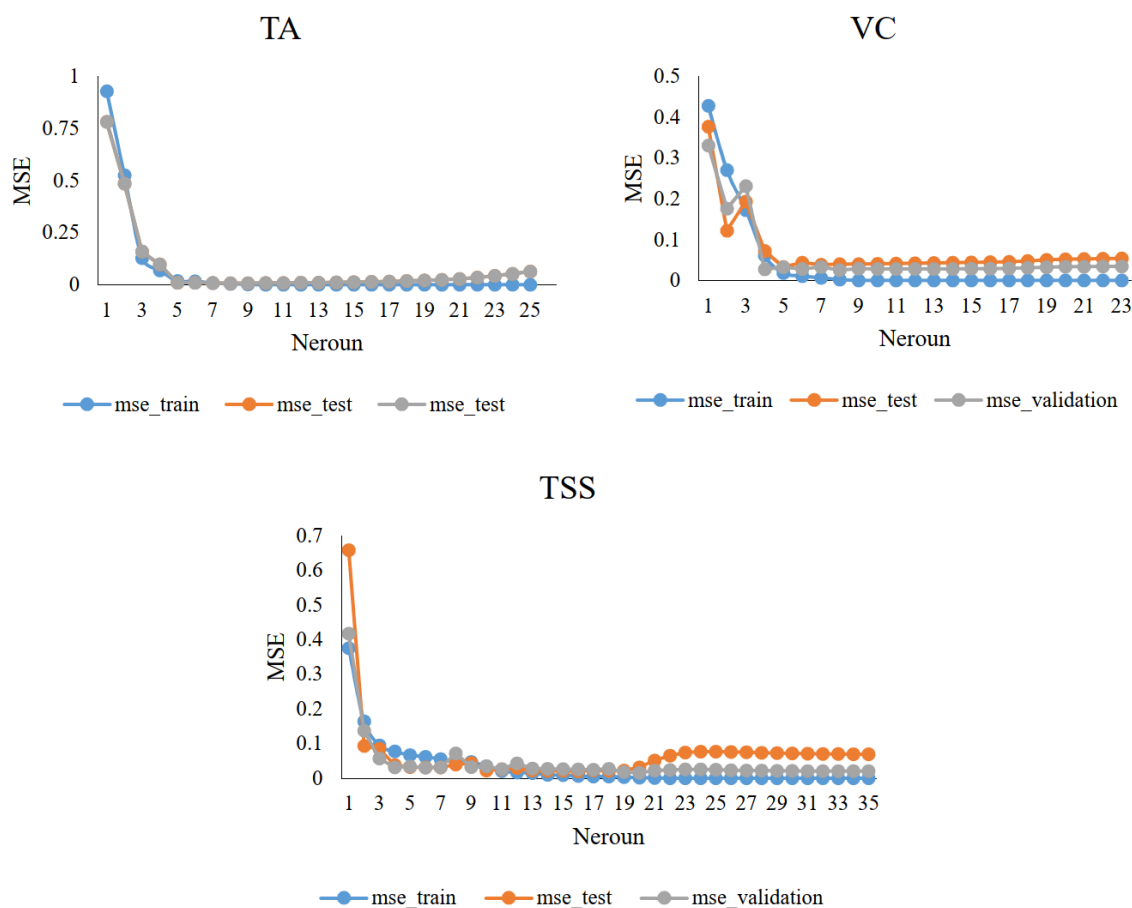 TA
1
0.75
0.5
0.25
0
MSE
1 3 5 7 9 11 13 15 17 19 21 23 25
Neroun
mse_train mse_test mse_test
VC
0.5
0.4
0.3
0.2
0.1
0
MSE
1 3 5 7 9 11 13 15 17 19 21 23
Neroun
mse_train mse_test mse_validation
TSS
0.7
0.6
0.5
0.4
0.3
0.2
0.1
0
MSE
1 3 5 7 9 11 13 15 17 19 21 23 25 27 29 31 33 35
Neroun
mse_train mse_test mse_validation